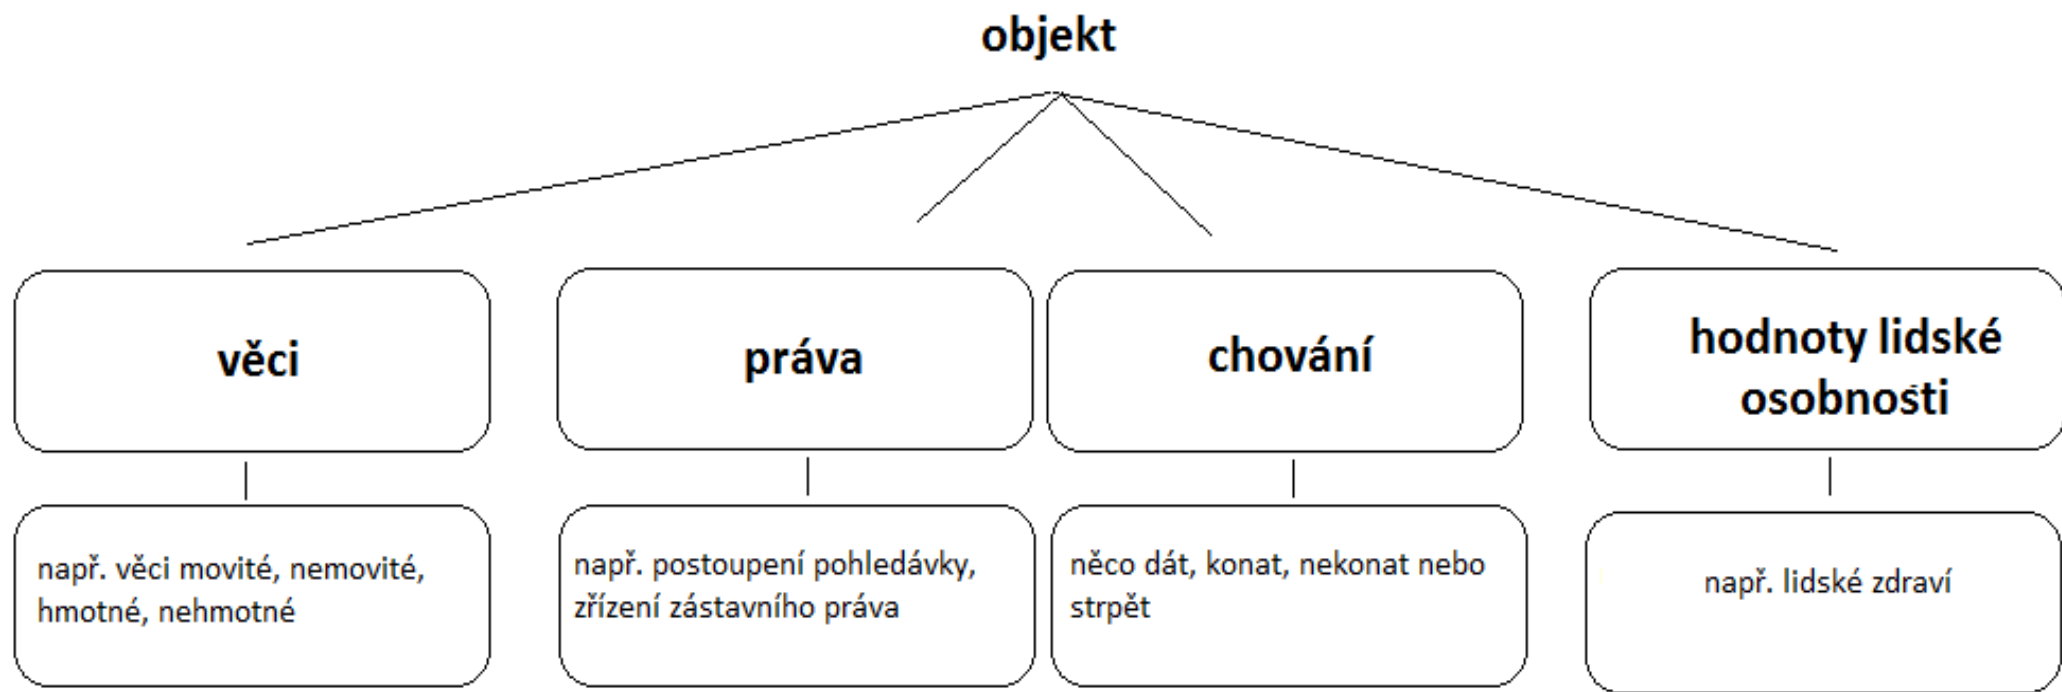 objekt
věci
práva
chování
hodnoty lidské
osobnosti
např. věci movité, nemovité,
hmotné, nehmotné
např. postoupení pohledávky,
zřízení zástavního práva
něco dát, konat, nekonat nebo
strpět
např. lidské zdraví